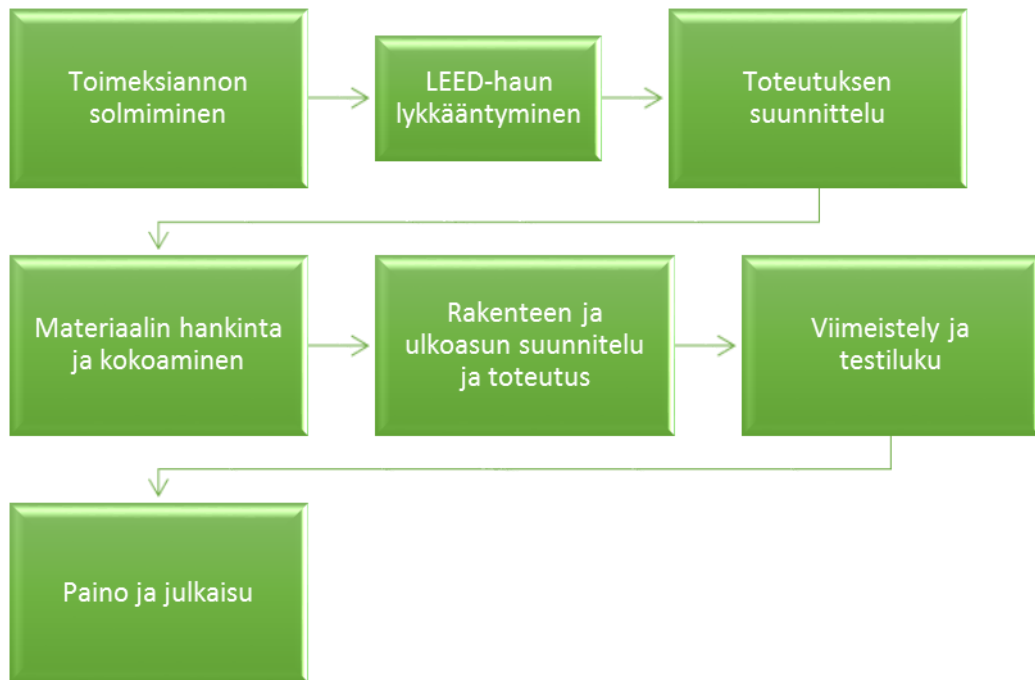 Toimeksiannon
solmiminen
LEED-haun
lykkääntyminen
Toteutuksen
suunnittelu
Materiaalin hankinta
ja kokoaminen
Rakenteen ja
ulkoasun suunnitelu
ja toteutus
Viimeistely ja
testiluku
Paino ja julkaisu